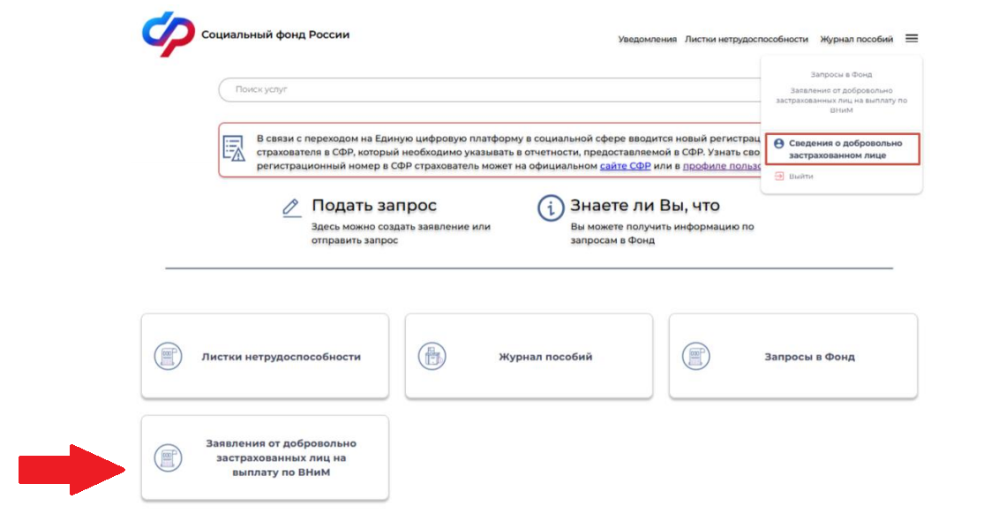 Социальный фонд России
Уведомления Листки нетрудоспособности Журнал пособий
Запросы в Фонд
Заявления от добровольно
застрахованных лиц на выплату по
ВНиМ
Сведения о добровольно
застрахованном лице
Выйти
Поиск услуг
В связи с переходом на Единую цифровую платформу в социальной сфере вводится новый регистрац
страхователя в СФР, который необходимо указывать в отчетности, предоставляемой в СФР. Узнать сво
регистрационный номер в СФР страхователь может на официальном сайте СФР или в профиле пользо
Подать запрос
Здесь можно создать заявление или
отправить запрос
Знаете ли Вы, что
Вы можете получить информацию по
запросам в Фонд
Листки нетрудоспособности
Журнал пособий
Запросы в Фонд
Заявления от добровольно
застрахованных лиц на
выплату по ВНиМ